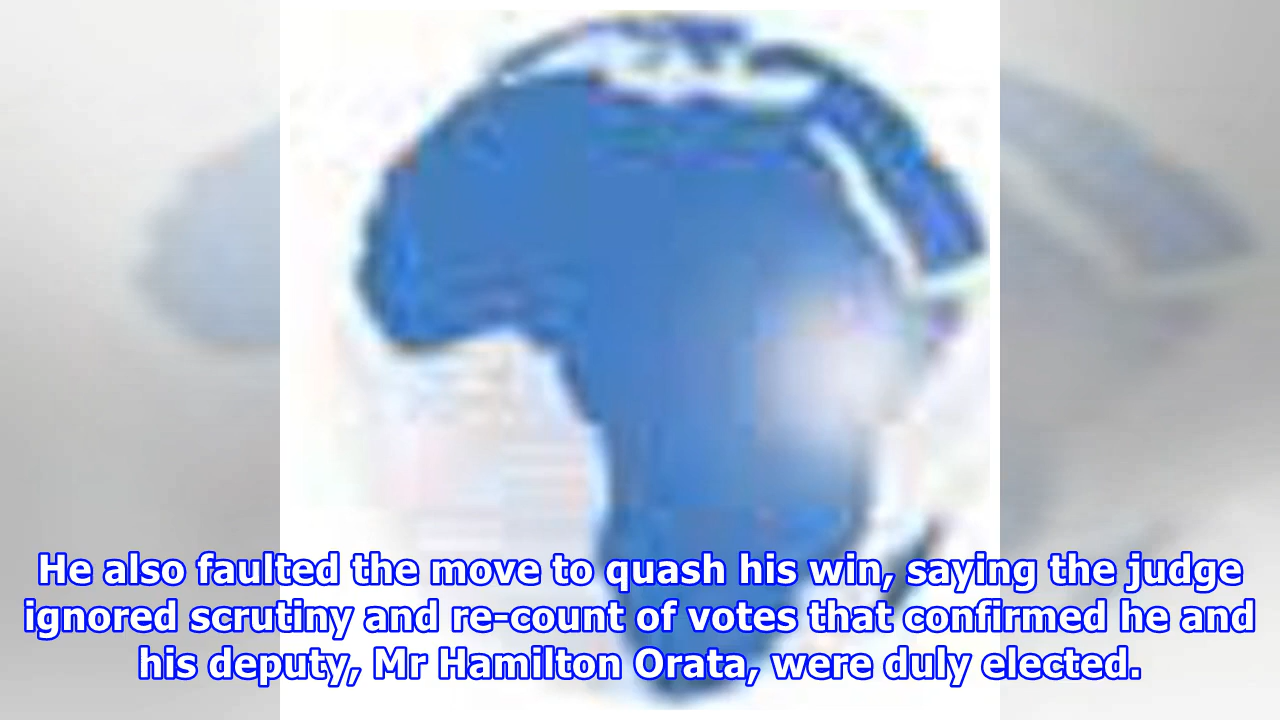 He also faulted the move to quash his win, saying the judge
ignored scrutiny and re-count of votes that confirmed he and
his deputy, Mr Hamilton Orata, were duly elected.